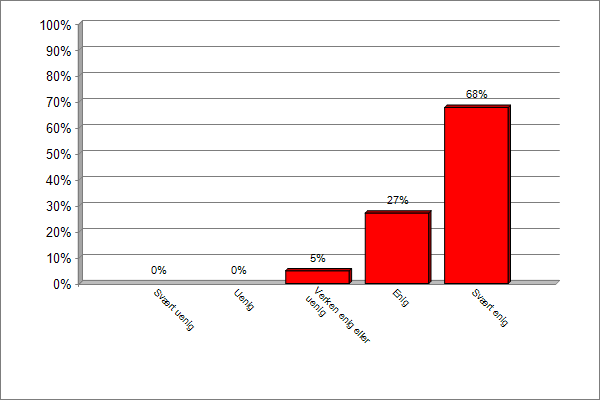 100%
90%
80%
70%
60%
50%
40%
30%
20%
10%
0%
0%
0%
5%
27%
68%
Svært uenig
Uenig
Verken enig eller
uenig
Enig
Svært enig